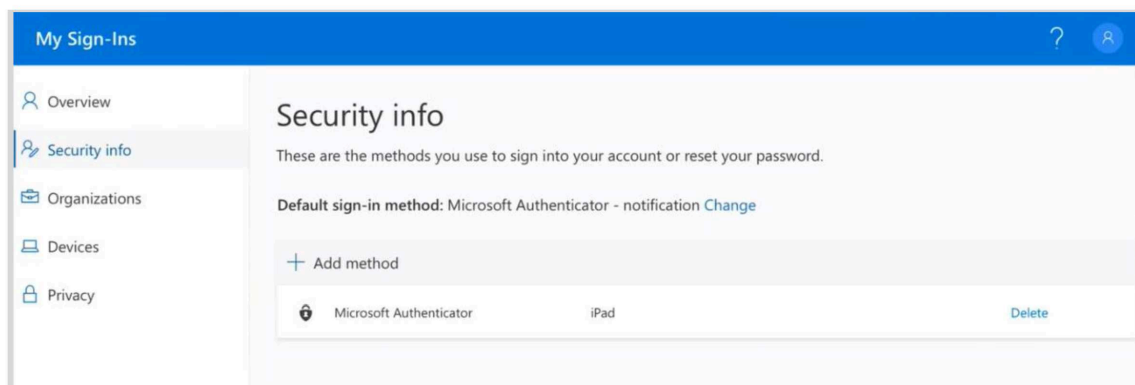 My Sign-Ins
?
Overview
Security info
Organizations
Devices
Privacy
Security info
These are the methods you use to sign into your account or reset your password.
Default sign-in method: Microsoft Authenticator - notification Change
+ Add method
Microsoft Authenticator iPad Delete